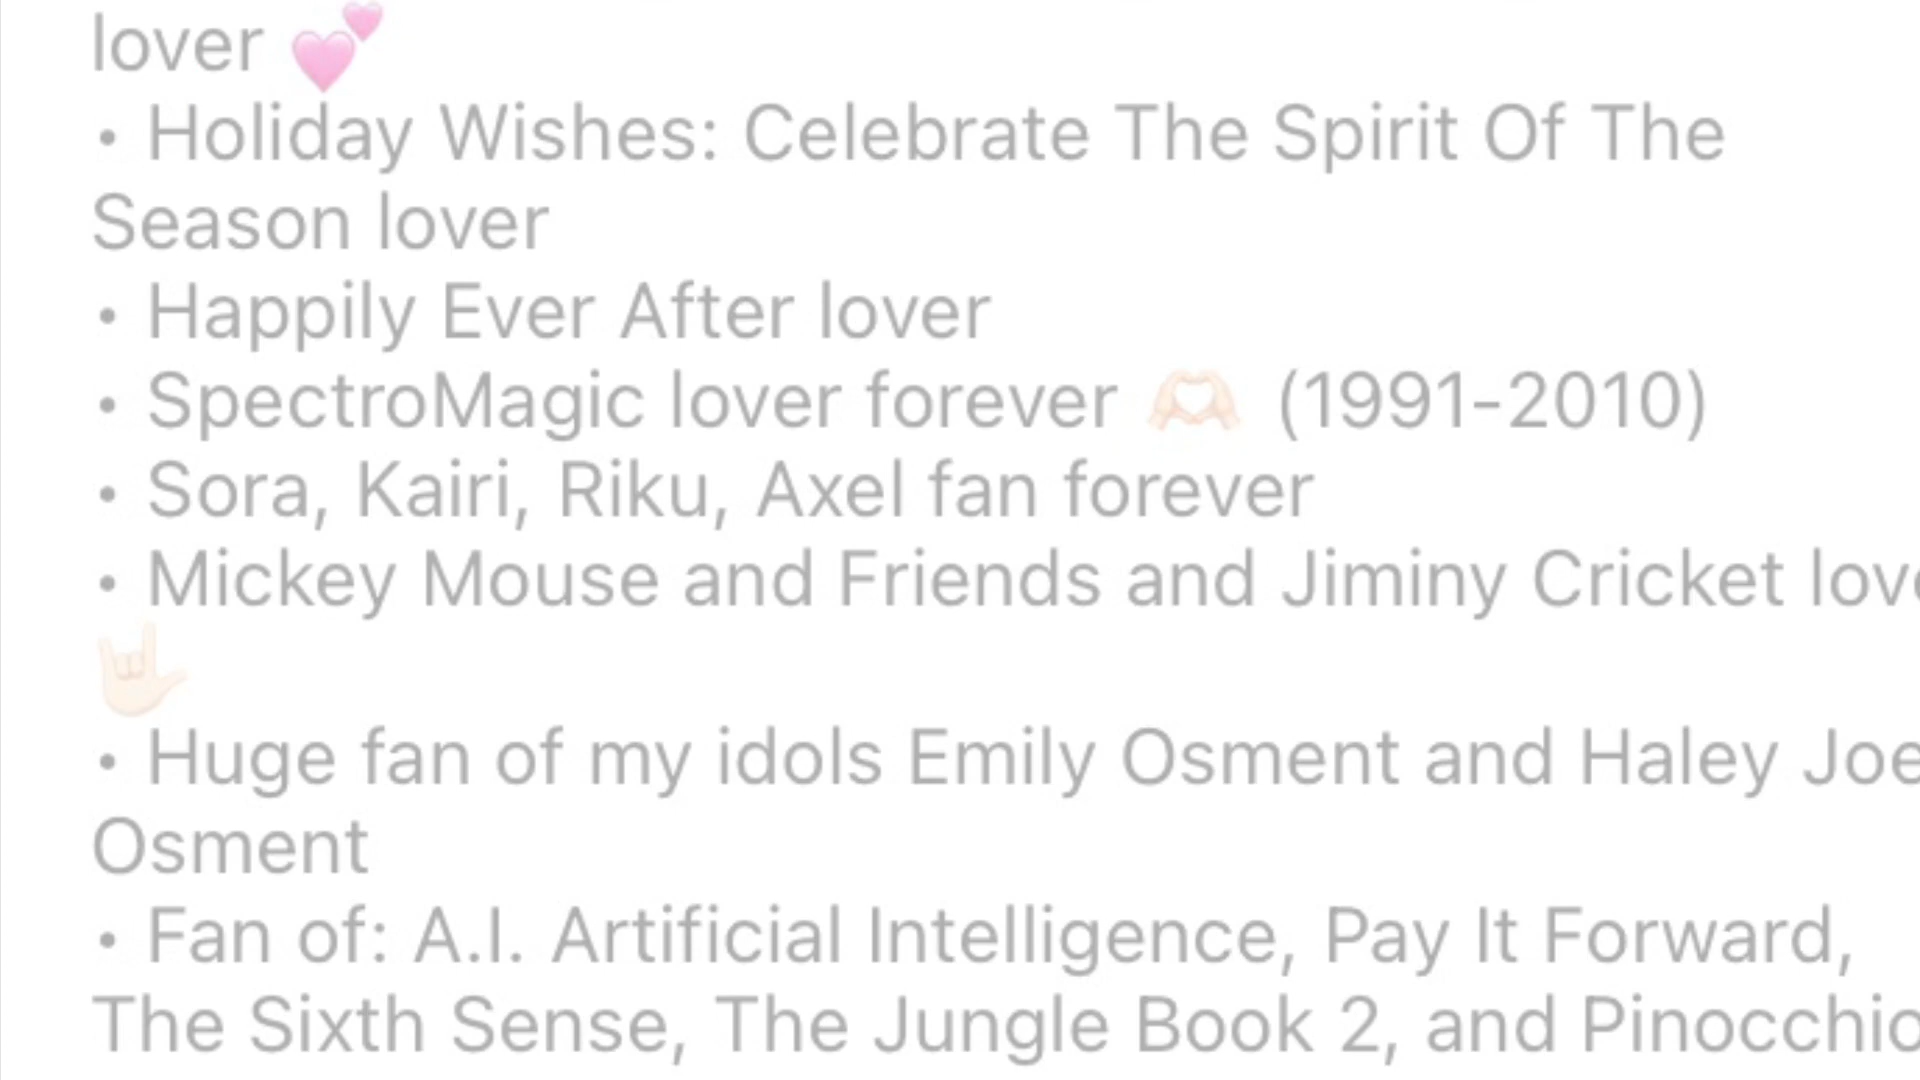 lover 💕
• Holiday Wishes: Celebrate The Spirit Of The
Season lover
• Happily Ever After lover
• SpectroMagic lover forever 🫶🏻 (1991-2010)
• Sora, Kairi, Riku, Axel fan forever
• Mickey Mouse and Friends and Jiminy Cricket
🤟🏻
• Huge fan of my idols Emily Osment and Haley Joe
Osment
• Fan of: A.I. Artificial Intelligence, Pay It Forward,
The Sixth Sense, The Jungle Book 2, and Pinocchio